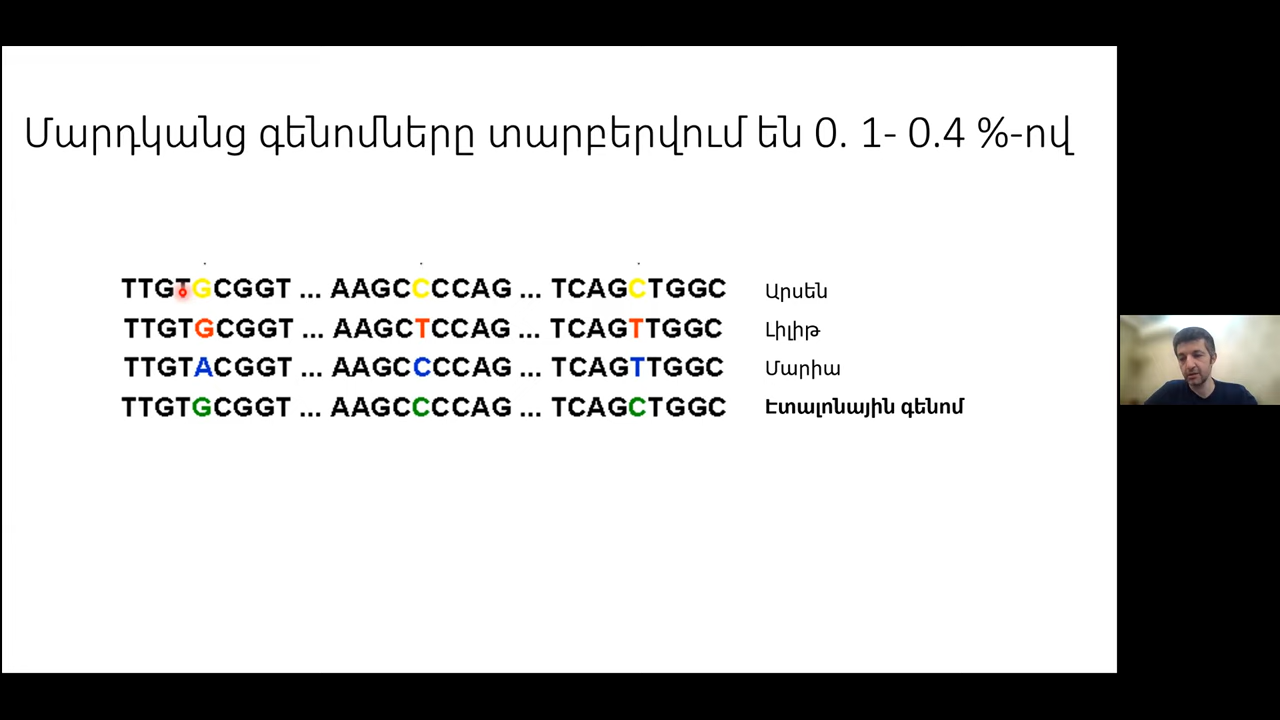 Մարդկանց գենոմները տարբերվում են 0. 1- 0.4 %-ով
TTGTGCGGT ... AAGCCCCAG ... TCAGCTGGC Արսեն
TTGTGCGGT ... AAGCTCCAG ... TCAGTTGGC Լիլիթ
TTGTACGGT ... AAGCCCCAG ... TCAGTTGGC Մարիա
TTGTGCGGT ... AAGCCCCAG ... TCAGCTGGC Էտալոնային գենոմ